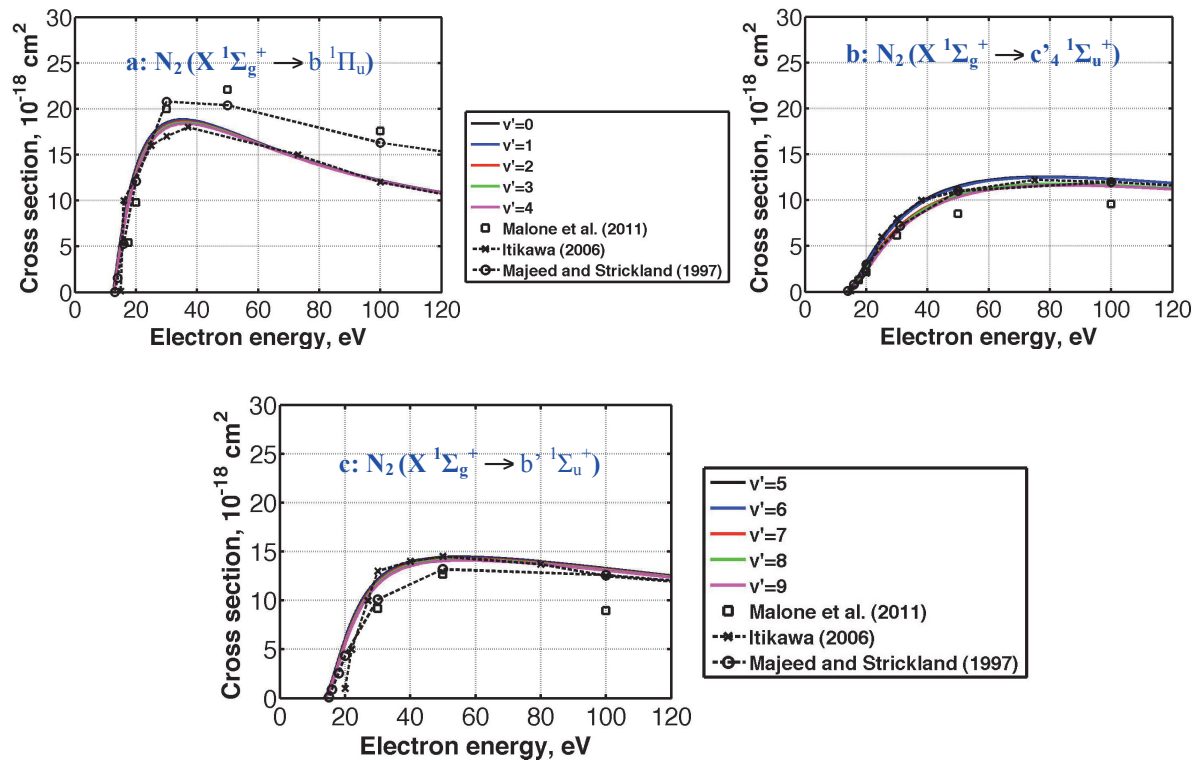 a: N₂ (X ¹Σg⁺ → b ¹Πu)
Cross section, 10⁻¹⁸ cm²
30
25
20
15
10
5
0
0 20 40 60 80 100 120
Electron energy, eV
v'=0
v'=1
v'=2
v'=3
v'=4
Malone et al. (2011)
Itikawa (2006)
Majeed and Strickland (1997)
b: N₂ (X ¹Σg⁺ → c'₄ ¹Σu⁺)
Cross section, 10⁻¹⁸ cm²
30
25
20
15
10
5
0
0 20 40 60 80 100 120
Electron energy, eV
c: N₂ (X ¹Σg⁺ → b' ¹Σu⁺)
Cross section, 10⁻¹⁸ cm²
30
25
20
15
10
5
0
0 20 40 60 80 100 120
Electron energy, eV
v'=5
v'=6
v'=7
v'=8
v'=9
Malone et al. (2011)
Itikawa (2006)
Majeed and Strickland (1997)